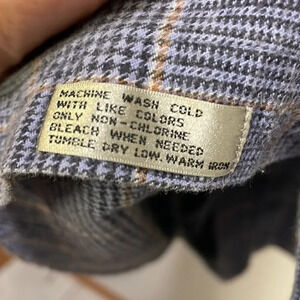 MACHINE WASH COLD
WITH LIKE COLORS
ONLY NON-CHLORINE
BLEACH WHEN NEEDED
TUMBLE DRY LOW. WARM IRON